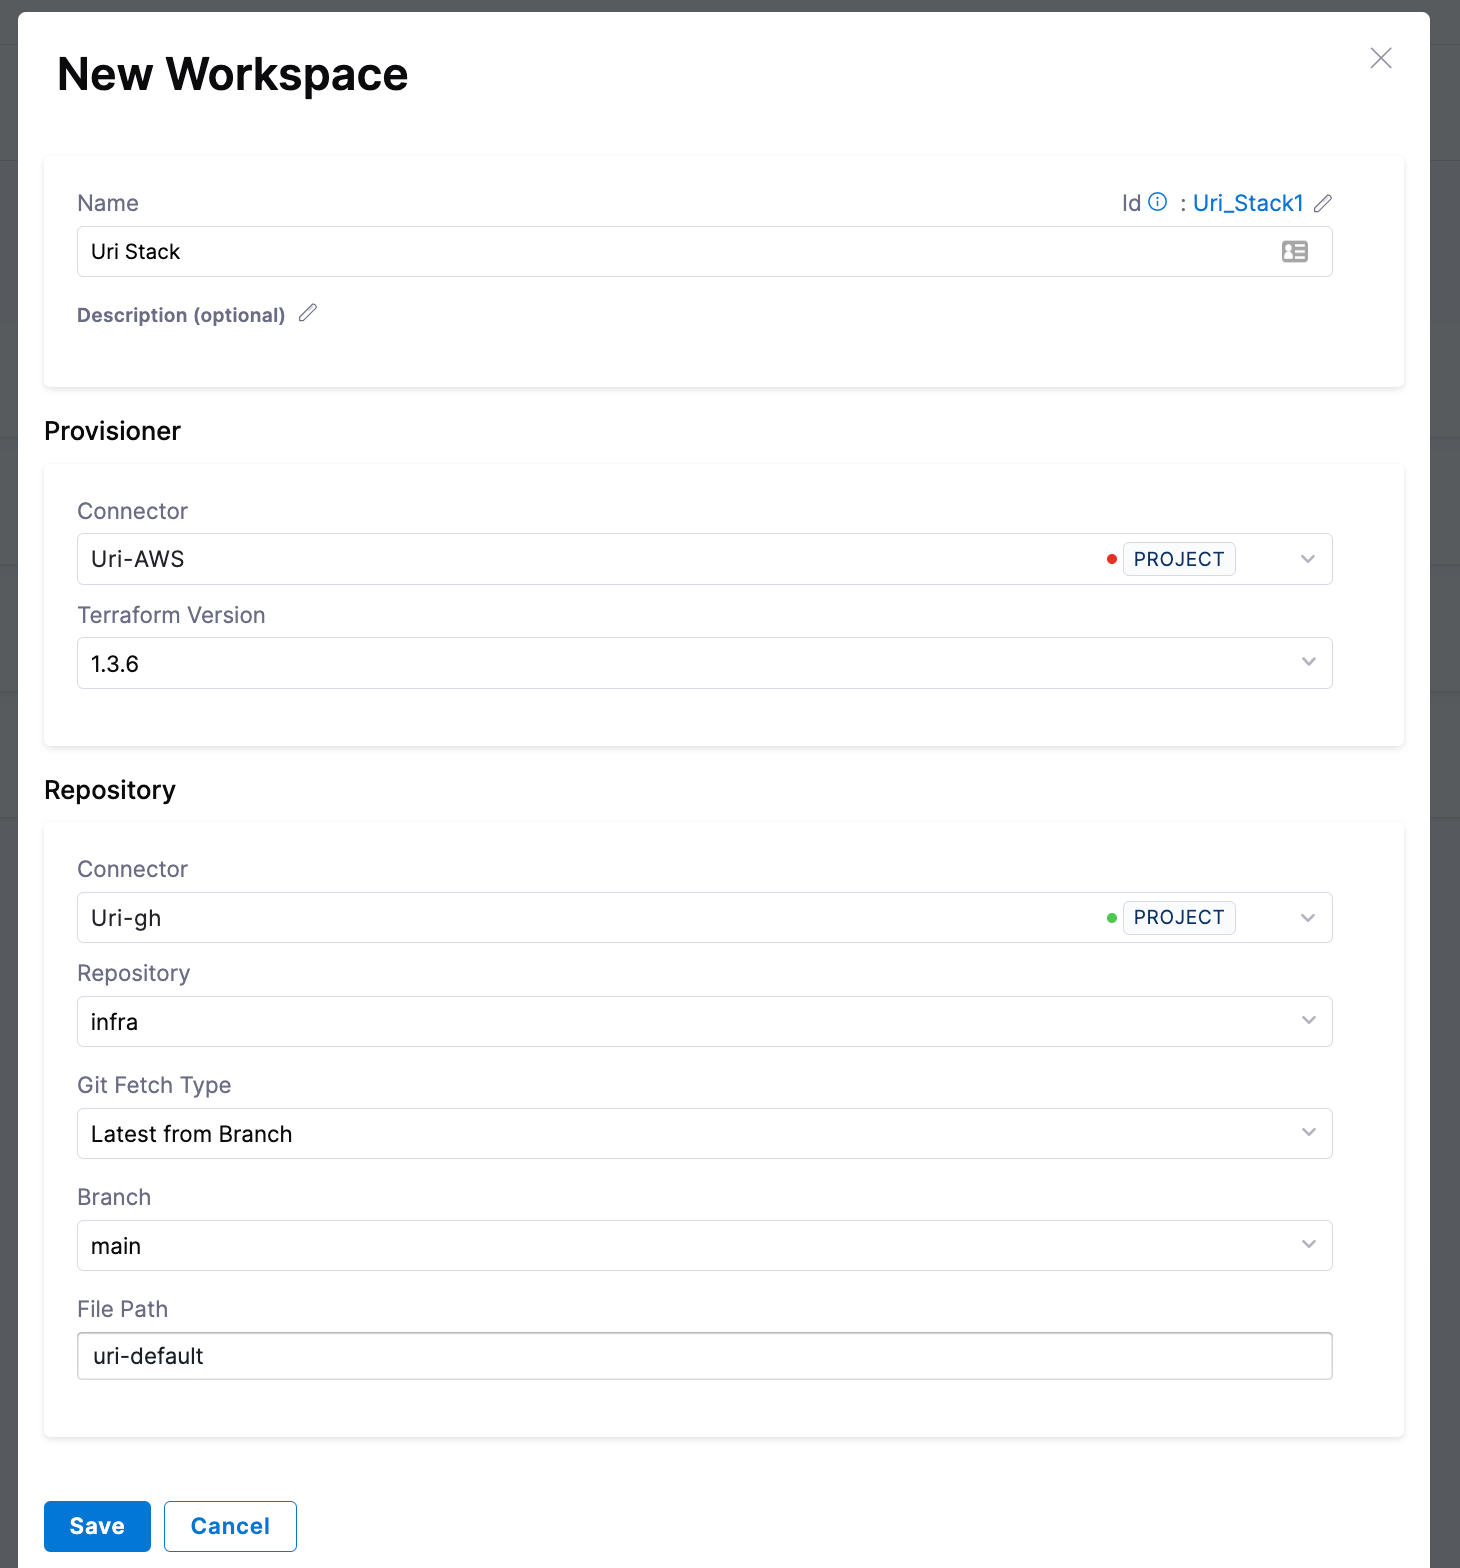 New Workspace
Name
Id : Uri_Stack1
Uri Stack
Description (optional)
Provisioner
Connector
Uri-AWS PROJECT
Terraform Version
1.3.6
Repository
Connector
Uri-gh PROJECT
Repository
infra
Git Fetch Type
Latest from Branch
Branch
main
File Path
uri-default
Save Cancel